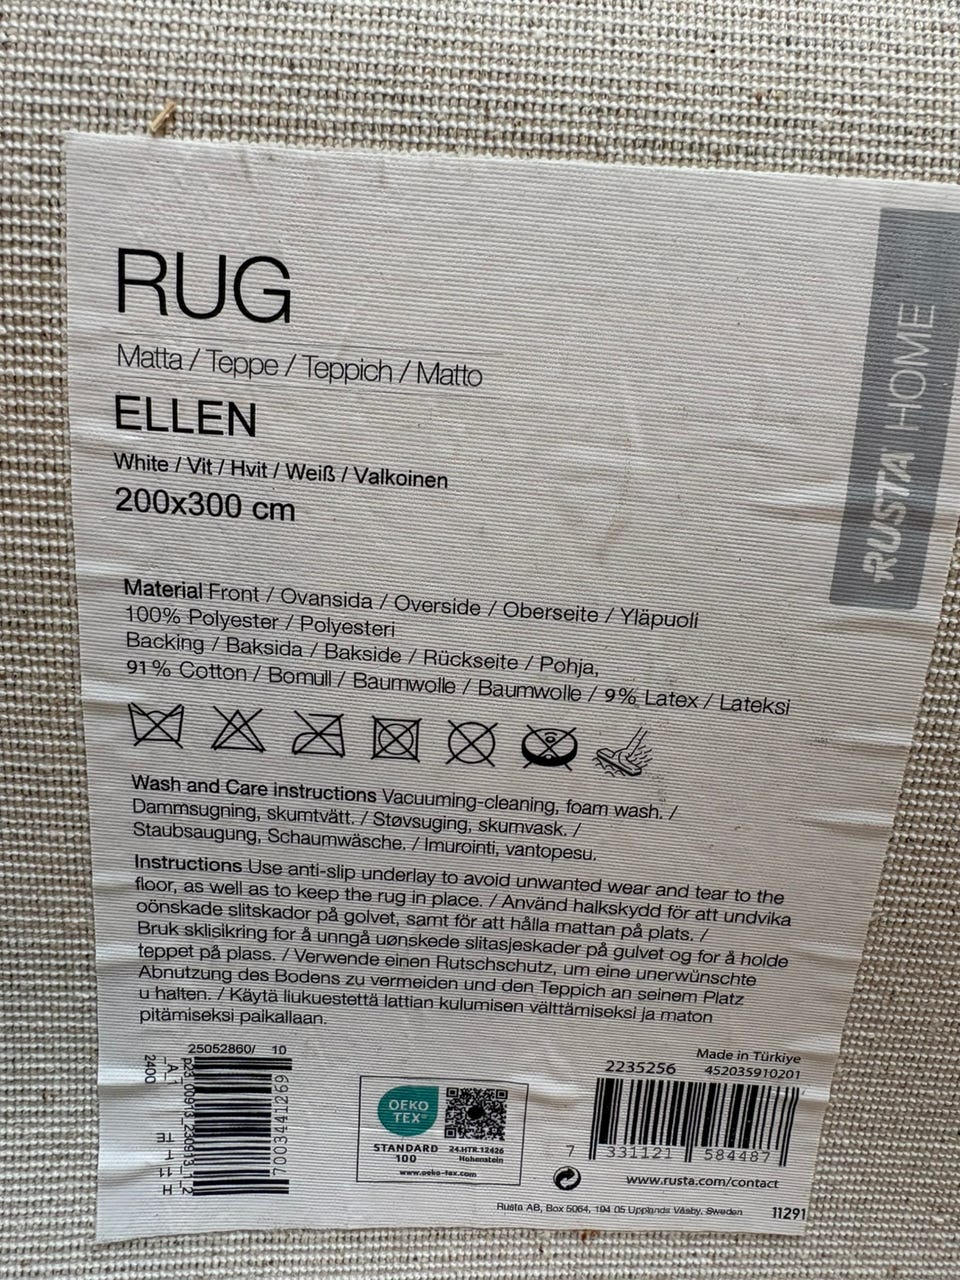 RUG
Matta / Teppe / Teppich / Matto
ELLEN
White / Vit / Hvit / Weiß / Valkoinen
200x300 cm
RUSTA HOME
Material Front / Ovansida / Overside / Oberseite / Yläpuoli
100% Polyester / Polyesteri
Backing / Baksida / Bakside / Rückseite / Pohja,
91% Cotton / Bomull / Baumwolle / Baumwolle / 9% Latex / Lateksi
Wash and Care instructions Vacuuming-cleaning, foam wash. /
Dammsugning, skumtvätt. / Støvsuging, skumvask. /
Staubsaugung, Schaumwäsche. / Imurointi, vantopesu.
Instructions Use anti-slip underlay to avoid unwanted wear and tear to the
floor, as well as to keep the rug in place. / Använd halkskydd för att undvika
oönskade slitskador på golvet, samt för att hålla mattan på plats. /
Bruk sklisikring for å unngå uønskede slitasjeskader på gulvet og for å holde
teppet på plass. / Verwende einen Rutschschutz, um eine unerwünschte
Abnutzung des Bodens zu vermeiden und den Teppich an seinem Platz
u halten. / Käytä liukuestettä lattian kulumisen välttämiseksi ja maton
pitämiseksi paikallaan.
25052860/ 10
2400
7003441269
OEKO
TEX®
STANDARD
100
24.HTR.12426
Hohenstein
www.oeko-tex.com
Made in Türkiye
2235256 452035910201
7 331121 584487
www.rusta.com/contact
Rusta AB, Box 5064, 194 05 Upplands Väsby, Sweden
11291